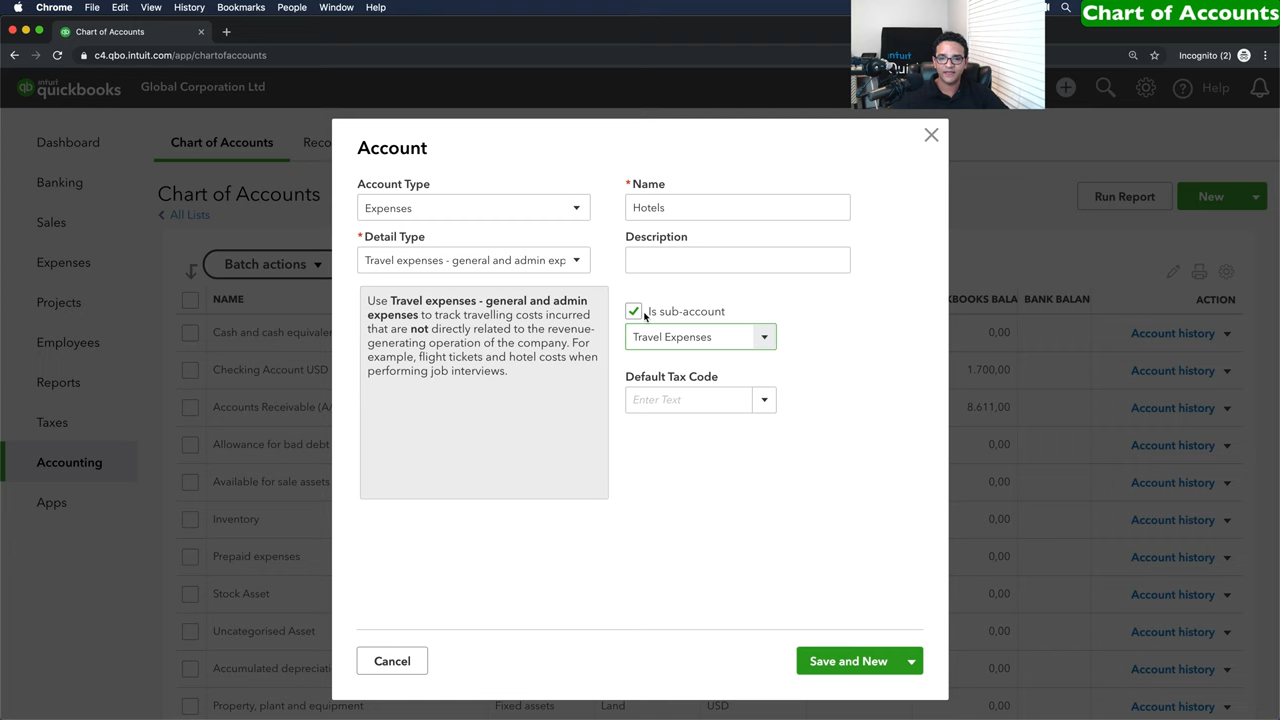 Chrome File Edit View History Bookmarks People Window Help
Chart of Accounts
Chart of Accounts
c4.qbo.intuit.com/app/chartofaccounts
Incognito (2)
intuit
quickbooks
Global Corporation Ltd
Help
Dashboard
Banking
Sales
Expenses
Projects
Employees
Reports
Taxes
Accounting
Apps
Chart of Accounts
Reco
Chart of Accounts
All Lists
Run Report
New
Batch actions
NAME
KBOOKS BALA
BANK BALAN
ACTION
Cash and cash equivale
0,00
Account history
Checking Account USD
1.700,00
Account history
Accounts Receivable (A/
8.611,00
Account history
Allowance for bad debt
0,00
Account history
Available for sale assets
0,00
Account history
Inventory
0,00
Account history
Prepaid expenses
0,00
Account history
Stock Asset
0,00
Account history
Uncategorised Asset
0,00
Account history
Accumulated depreciati
0,00
Account history
Property, plant and equipment
Fixed assets
Land
USD
0,00
Account history
Account
Account Type
Expenses
* Detail Type
Travel expenses - general and admin exp
Use Travel expenses - general and admin
expenses to track travelling costs incurred
that are not directly related to the revenue-
generating operation of the company. For
example, flight tickets and hotel costs when
performing job interviews.
* Name
Hotels
Description
Is sub-account
Travel Expenses
Default Tax Code
Enter Text
Cancel
Save and New
intuit